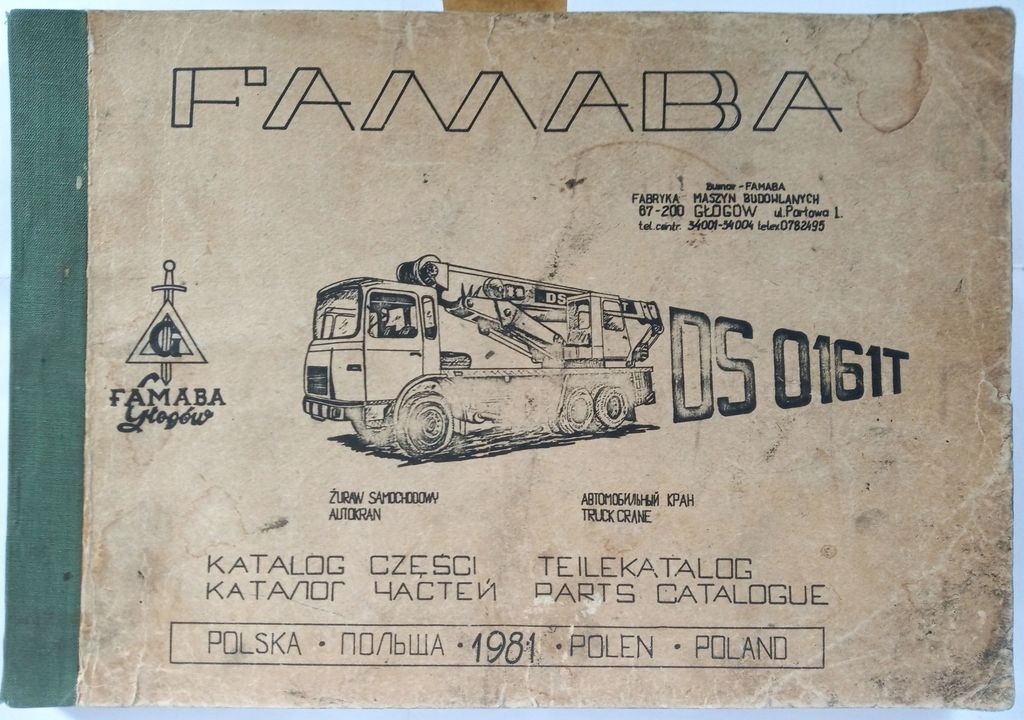 FAMABA
Bumar - FAMABA
FABRYKA MASZYN BUDOWLANYCH
67-200 GŁOGÓW ul. Portowa 1.
tel. centr. 34001-34004 telex 0782495
DS
DS 0161T
G
FAMABA
Głogów
ŻURAW SAMOCHODOWY
AUTOKRAN
АВТОМОБИЛЬНЫЙ КРАН
TRUCK CRANE
KATALOG CZĘŚCI
КАТАЛОГ ЧАСТЕЙ
TEILEKATALOG
PARTS CATALOGUE
POLSKA • ПОЛЬША • 1981 • POLEN • POLAND